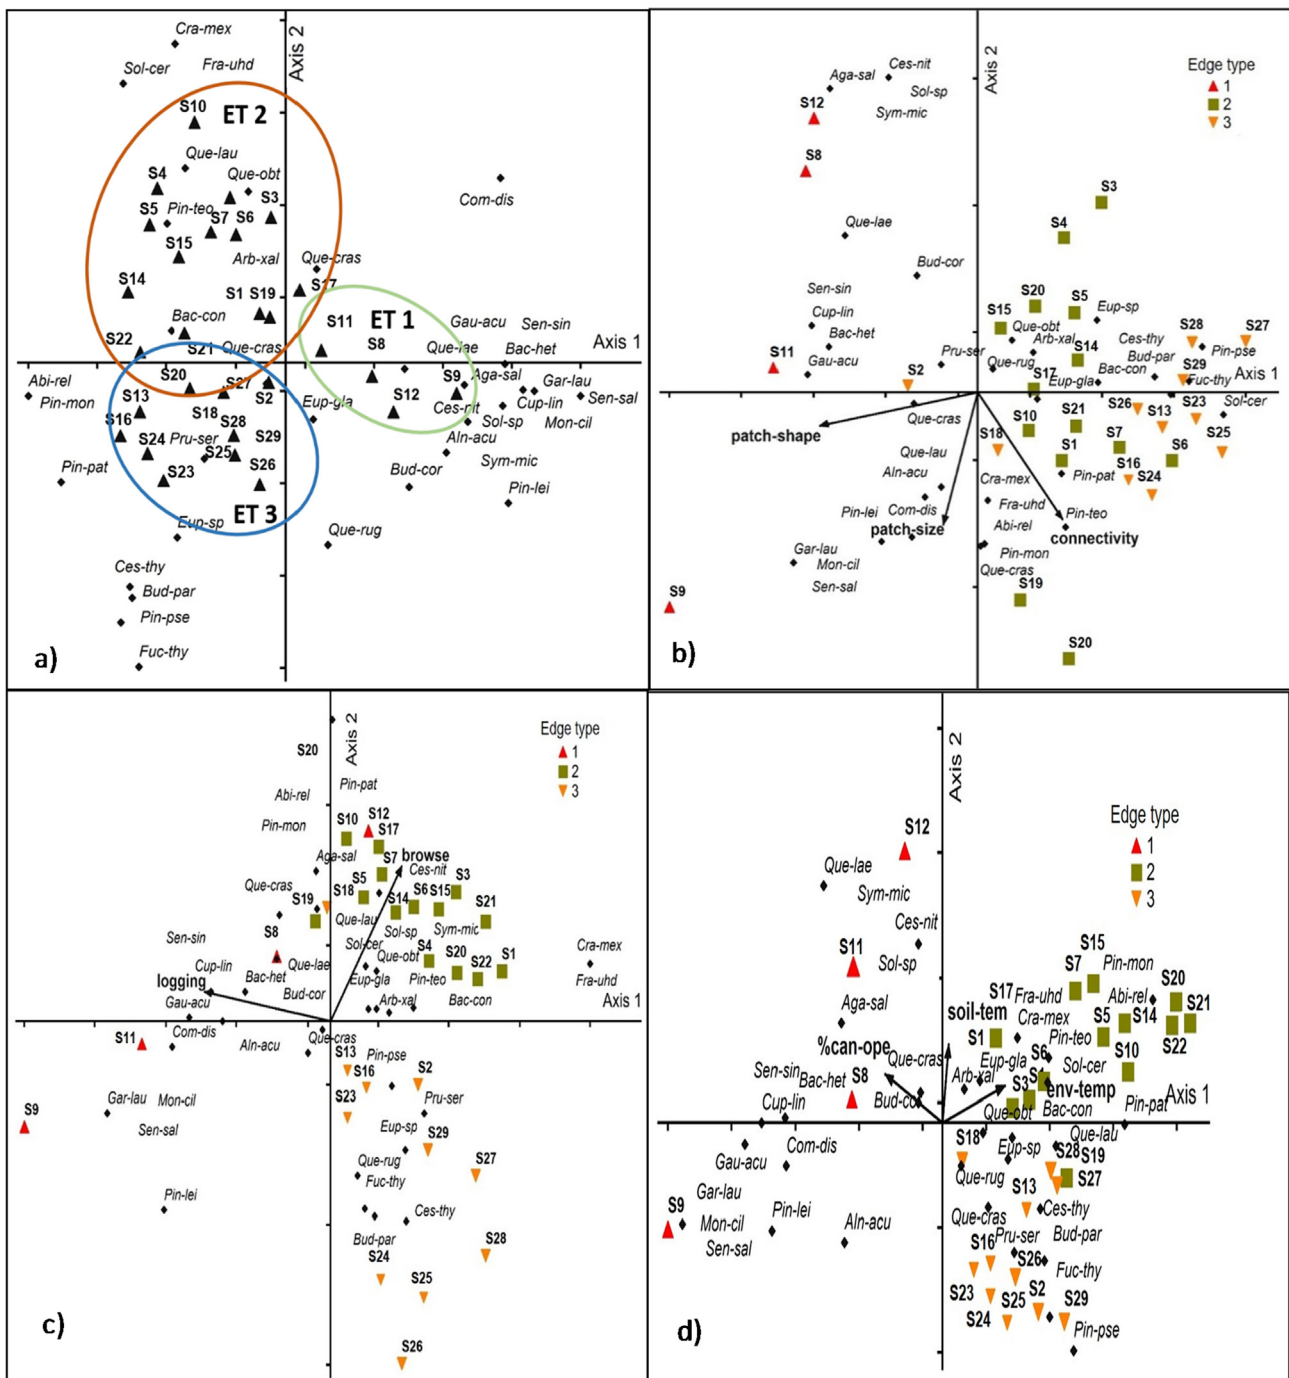 Cra-mex
Axis 2
Sol-cer
Fra-uhd
S10
ET 2
Que-lau
S4
Que-obt
S3
S5
Pin-teo
S7
S6
Com-dis
S15
Arb-xal
Que-cras
S14
S17
S1
S19
Bac-con
S11
ET 1
Gau-acu
Sen-sin
S22
S21
Que-cras
S8
Que-lae
Axis 1
Bac-het
Abi-rel
S20
S27
S9
Aga-sal
Gar-lau
Pin-mon
S13
S2
S12
Ces-nit
Cup-lin
Sen-sal
S16
S18
S28
Eup-gla
Sol-sp
Mon-cil
S24
Pru-ser
S29
Aln-acu
Pin-pat
S25
Sym-mic
S23
S26
Bud-cor
Pin-lei
Eup-sp
ET 3
Que-rug
Ces-thy
Bud-par
Pin-pse
a)
Fuc-thy
Axis 2
Aga-sal
Ces-nit
Sol-sp
Edge type
1
S12
Sym-mic
2
3
S8
S3
Que-lae
S4
Bud-cor
Sen-sin
S20
S5
Cup-lin
S15
Eup-sp
Que-obt
Ces-thy
S28
S27
Bac-het
Arb-xal
S14
Bud-par
Pin-pse
S11
Gau-acu
Pru-ser
Que-rug
Bac-con
S29
S2
S17
Eup-gla
Fuc-thy
Axis 1
Que-cras
S10
S21
S26
S13
S23
Sol-cer
patch-shape
S18
S7
S6
S25
Que-lau
S1
S16
S24
Aln-acu
Cra-mex
Pin-pat
Pin-lei
Com-dis
Fra-uhd
Pin-teo
patch-size
Abi-rel
connectivity
Gar-lau
Pin-mon
Mon-cil
Que-cras
Sen-sal
S19
S9
b)
S20
Axis 2
Edge type
S20
1
2
Pin-pat
3
Abi-rel
S10
S12
Pin-mon
S17
Aga-sal
S7
browse
Ces-nit
Que-cras
S18
S5
S6
S15
S3
S19
S14
S21
Que-lau
Sol-sp
Sym-mic
Sen-sin
S8
Sol-cer
S4
Cra-mex
Cup-lin
Que-lae
Que-obt
S20
S1
logging
Bac-het
Eup-gla
Pin-teo
S22
Fra-uhd
Gau-acu
Bud-cor
Arb-xal
Bac-con
Axis 1
S11
Com-dis
Aln-acu
Que-cras
S13
Pin-pse
S16
S2
S9
Gar-lau
Mon-cil
S23
Pru-ser
Sen-sal
Eup-sp
S29
Que-rug
S27
Pin-lei
Fuc-thy
Ces-thy
Bud-par
S28
S24
S25
c)
S26
Axis 2
S12
Edge type
1
Que-lae
2
Sym-mic
3
Ces-nit
S11
S15
Sol-sp
S7
Pin-mon
S20
Aga-sal
S17
Fra-uhd
Abi-rel
soil-tem
Cra-mex
S5
S14
S21
%can-ope
S1
Pin-teo
S22
Sen-sin
Que-cras
Eup-gla
S6
Sol-cer
S10
Bac-het
S8
Arb-xal
S3
env-temp
Axis 1
Cup-lin
Bud-cor
Que-obt
Bac-con
Pin-pat
Com-dis
S18
Eup-sp
Que-lau
Gau-acu
S28
S19
Gar-lau
Que-rug
S13
S27
S9
Mon-cil
Pin-lei
Aln-acu
Que-cras
Ces-thy
Sen-sal
S16
Pru-ser
Bud-par
S26
Fuc-thy
S23
S25
S2
S24
S29
d)
Pin-pse